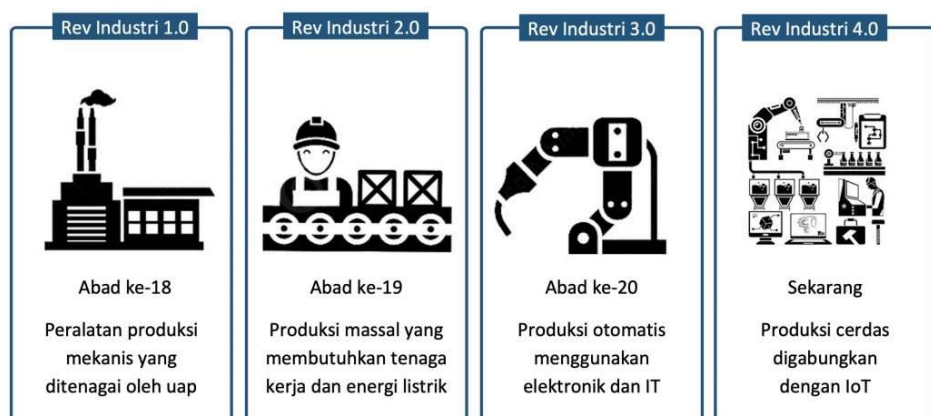 Rev Industri 1.0
Abad ke-18
Peralatan produksi
mekanis yang
ditenagai oleh uap
Rev Industri 2.0
Abad ke-19
Produksi massal yang
membutuhkan tenaga
kerja dan energi listrik
Rev Industri 3.0
Abad ke-20
Produksi otomatis
menggunakan
elektronik dan IT
Rev Industri 4.0
Sekarang
Produksi cerdas
digabungkan
dengan IoT